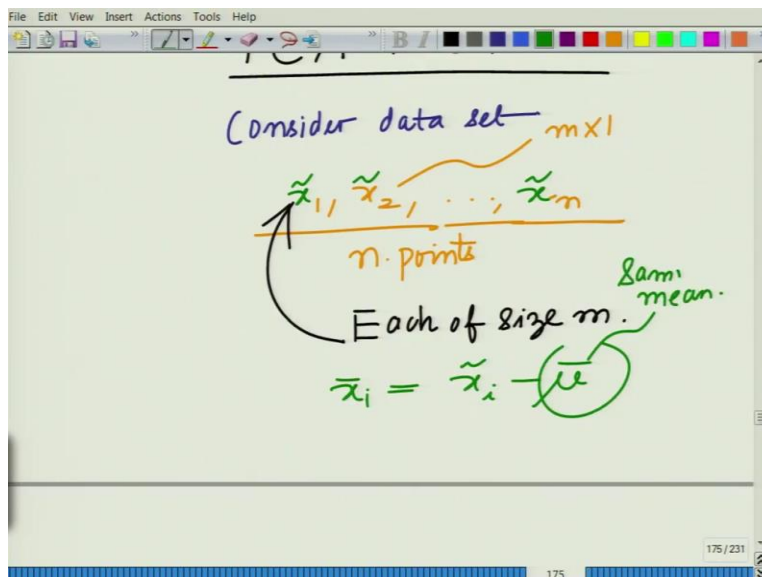 File Edit View Insert Actions Tools Help
B I
Consider data set m×1
x̃₁, x̃₂, . . ., x̃ₙ
n. points
Sam.
mean.
Each of size m.
x̄ᵢ = x̃ᵢ - ū
175/231
175